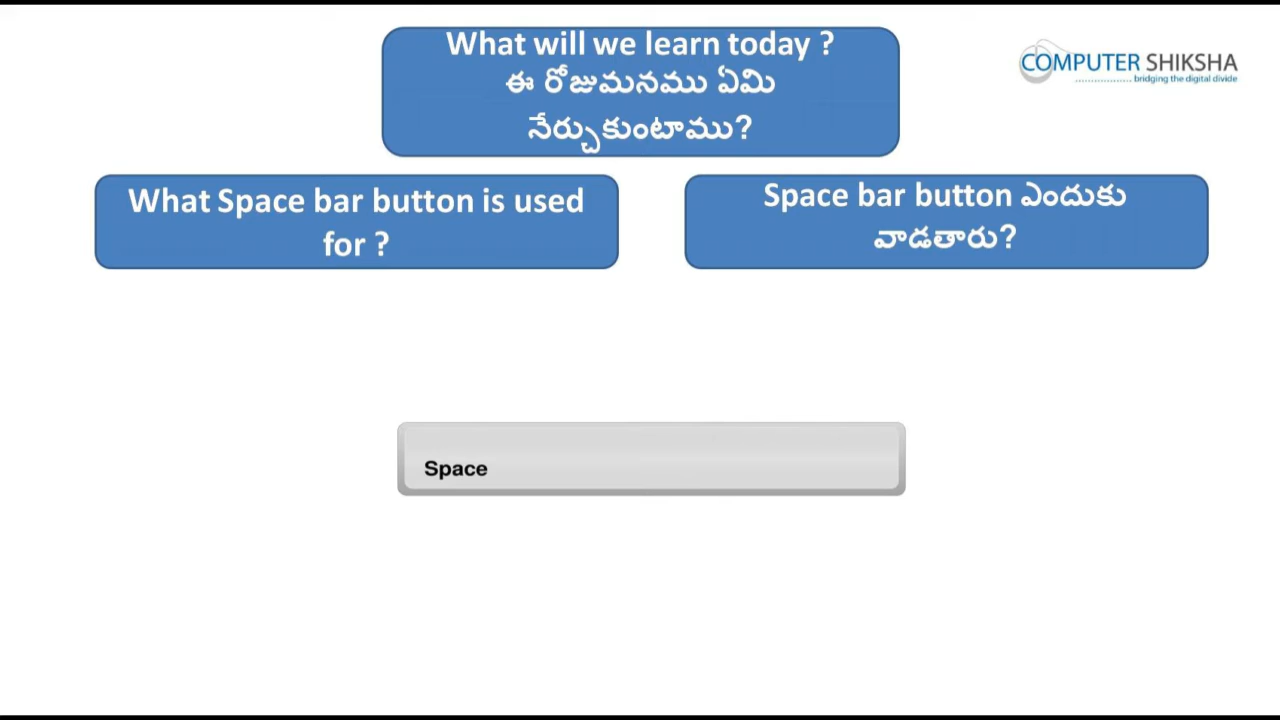 What will we learn today ?
ఈ రోజుమనము ఏమి
నేర్చుకుంటాము?
COMPUTER SHIKSHA
bridging the digital divide
What Space bar button is used
for ?
Space bar button ఎందుకు
వాడతారు?
Space